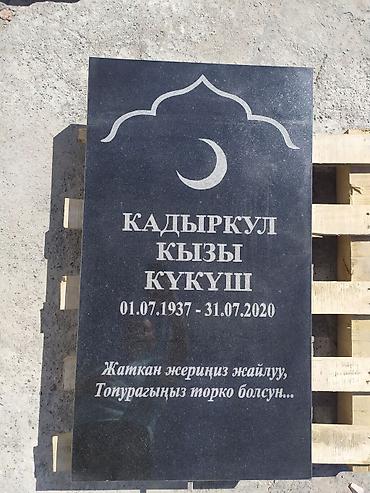 КАДЫРКУЛ
КЫЗЫ
КҮКҮШ
01.07.1937 - 31.07.2020
Жаткан жериңиз жайлуу,
Топурагыңыз торко болсун...